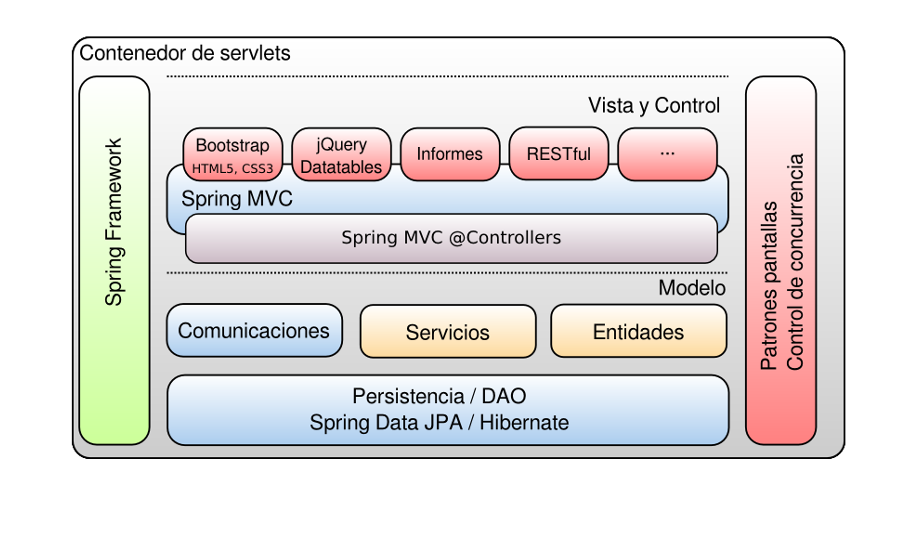 Contenedor de servlets
Spring Framework
Vista y Control
Bootstrap
HTML5, CSS3
jQuery
Datatables
Informes
RESTful
...
Spring MVC
Spring MVC @Controllers
Modelo
Comunicaciones
Servicios
Entidades
Persistencia / DAO
Spring Data JPA / Hibernate
Patrones pantallas
Control de concurrencia